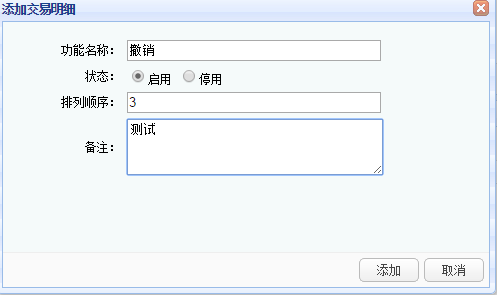 添加交易明细
功能名称： 撤销
状态： 启用 停用
排列顺序： 3
备注： 测试
添加 取消